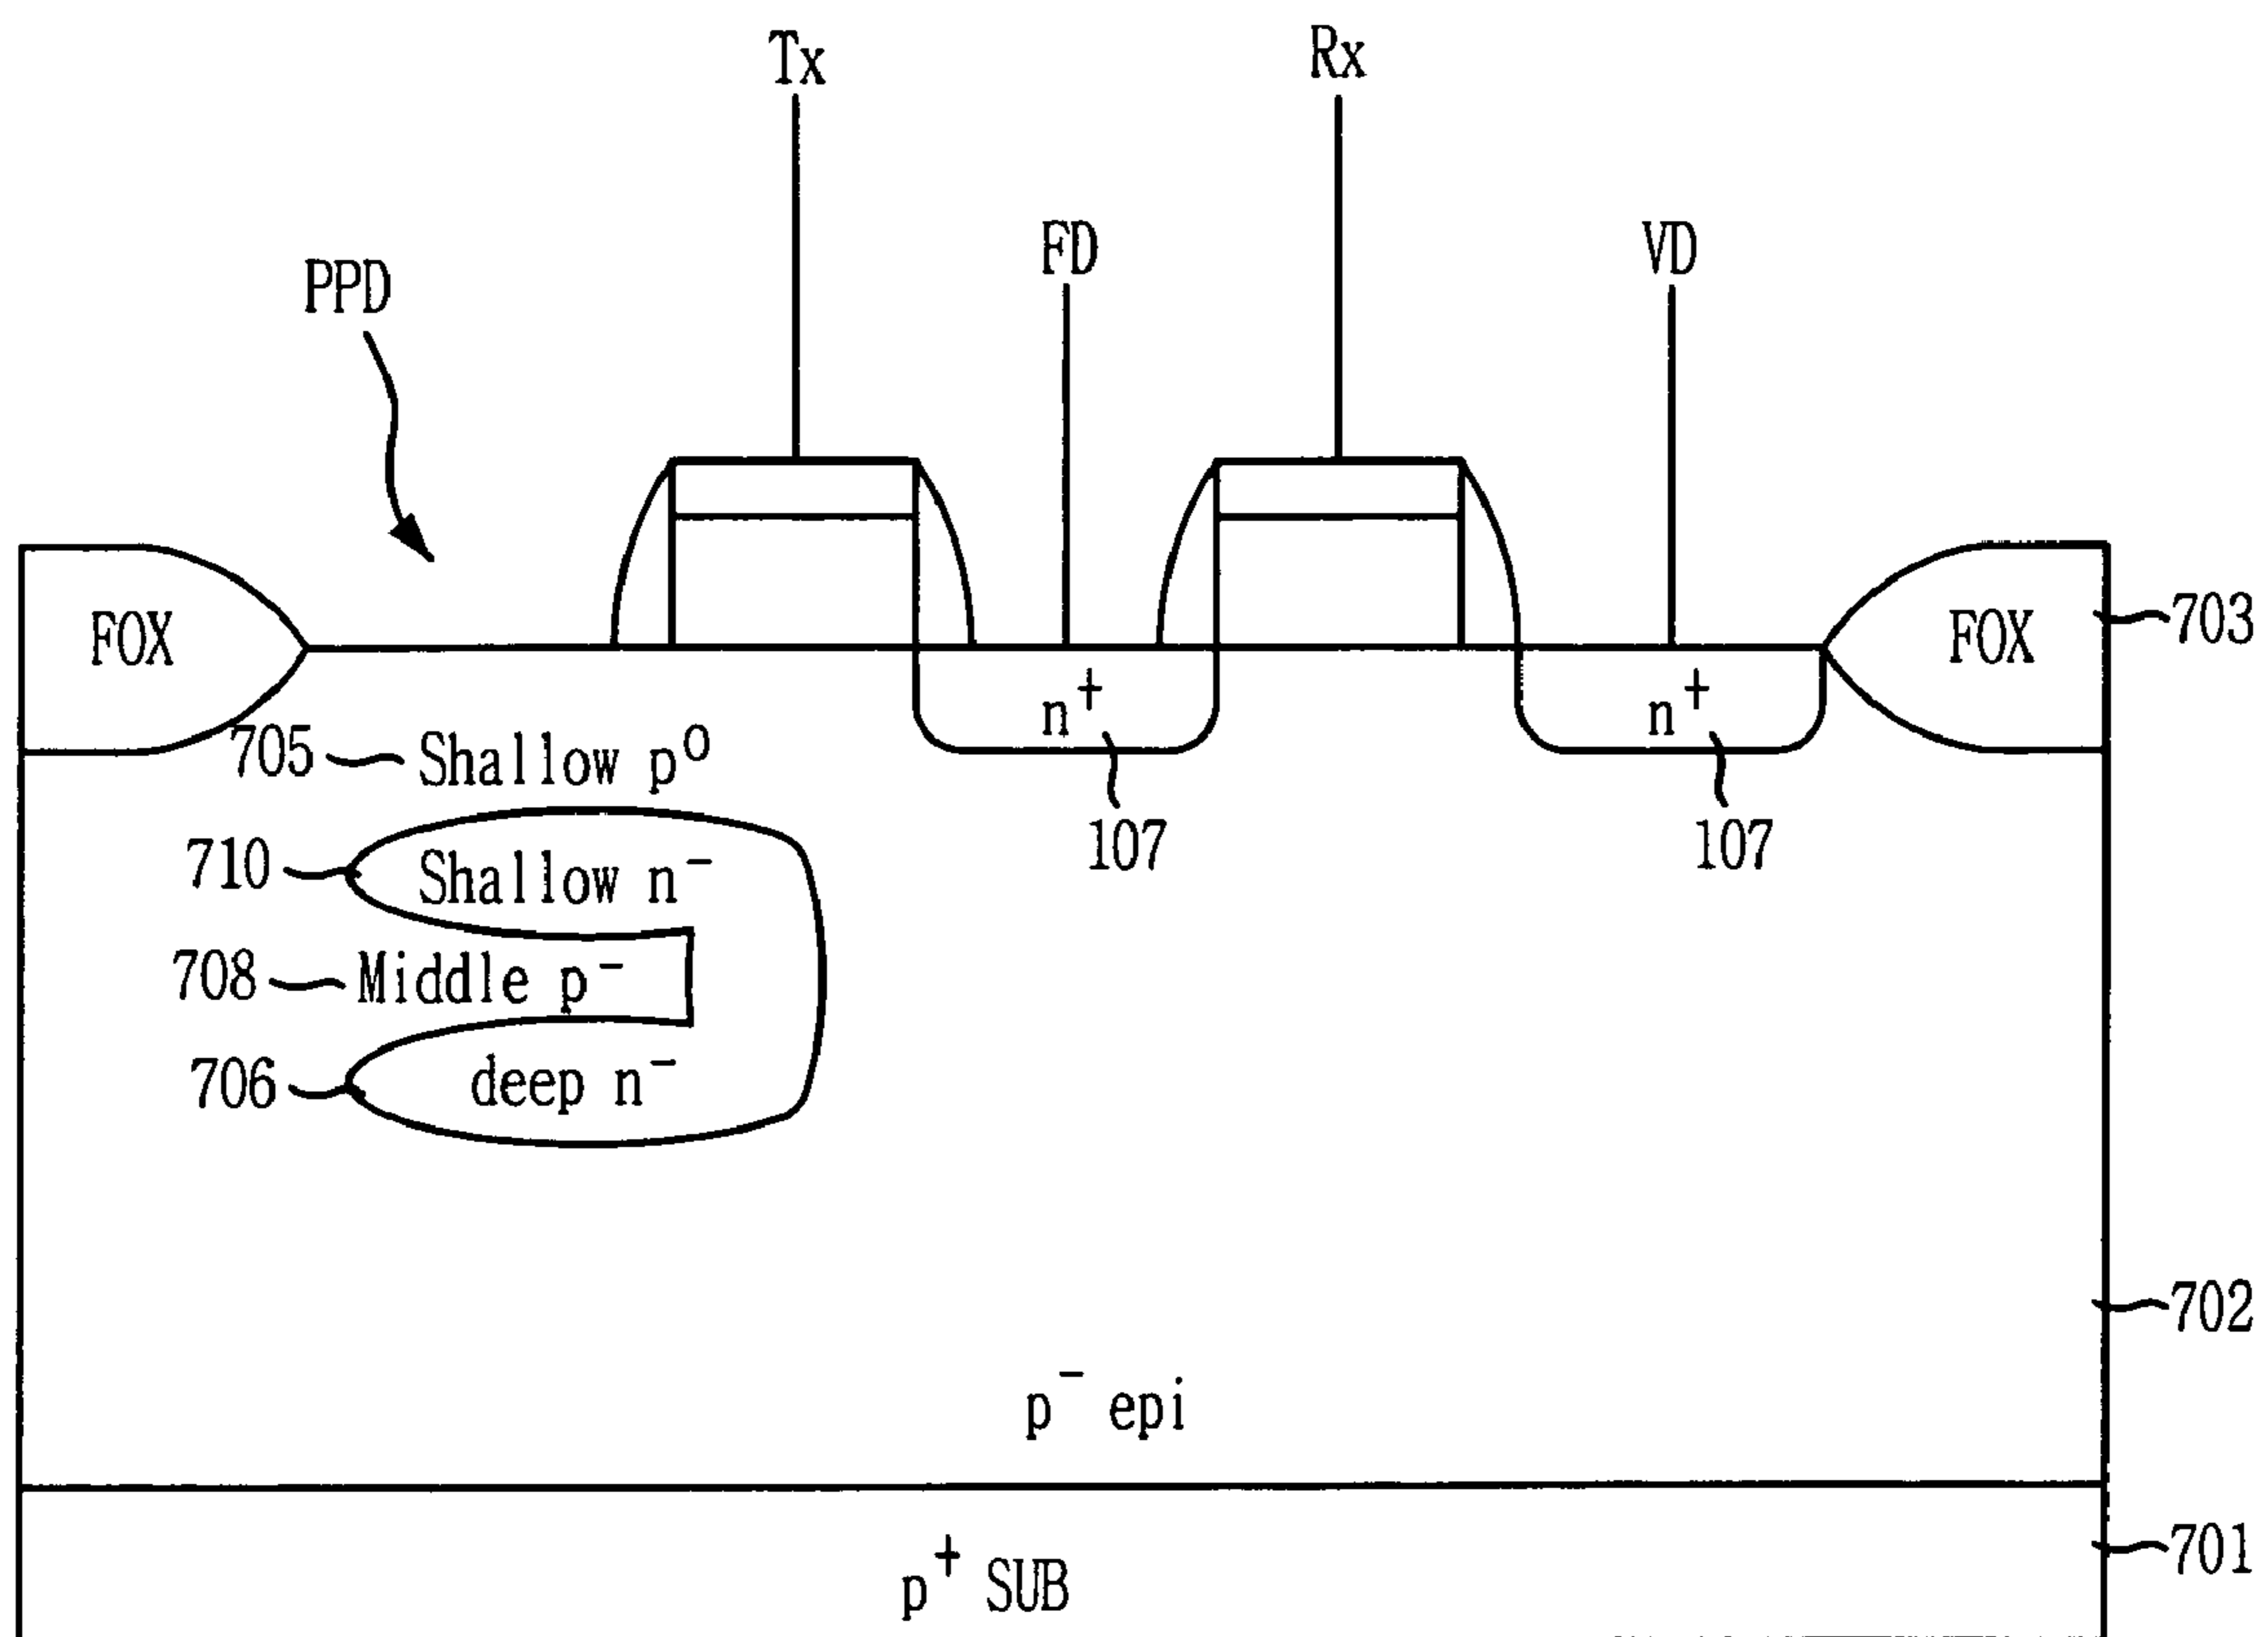 Tx
Rx
FD
VD
PPD
FOX
FOX
703
n+
n+
705
Shallow p0
107
107
710
Shallow n-
708
Middle p-
706
deep n-
702
p- epi
701
p+ SUB